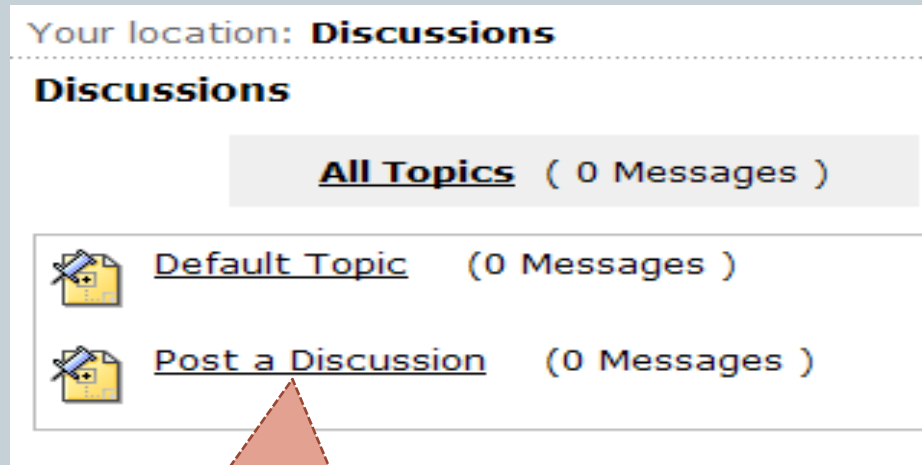 Your location: Discussions
Discussions
All Topics ( 0 Messages )
Default Topic (0 Messages )
Post a Discussion (0 Messages )